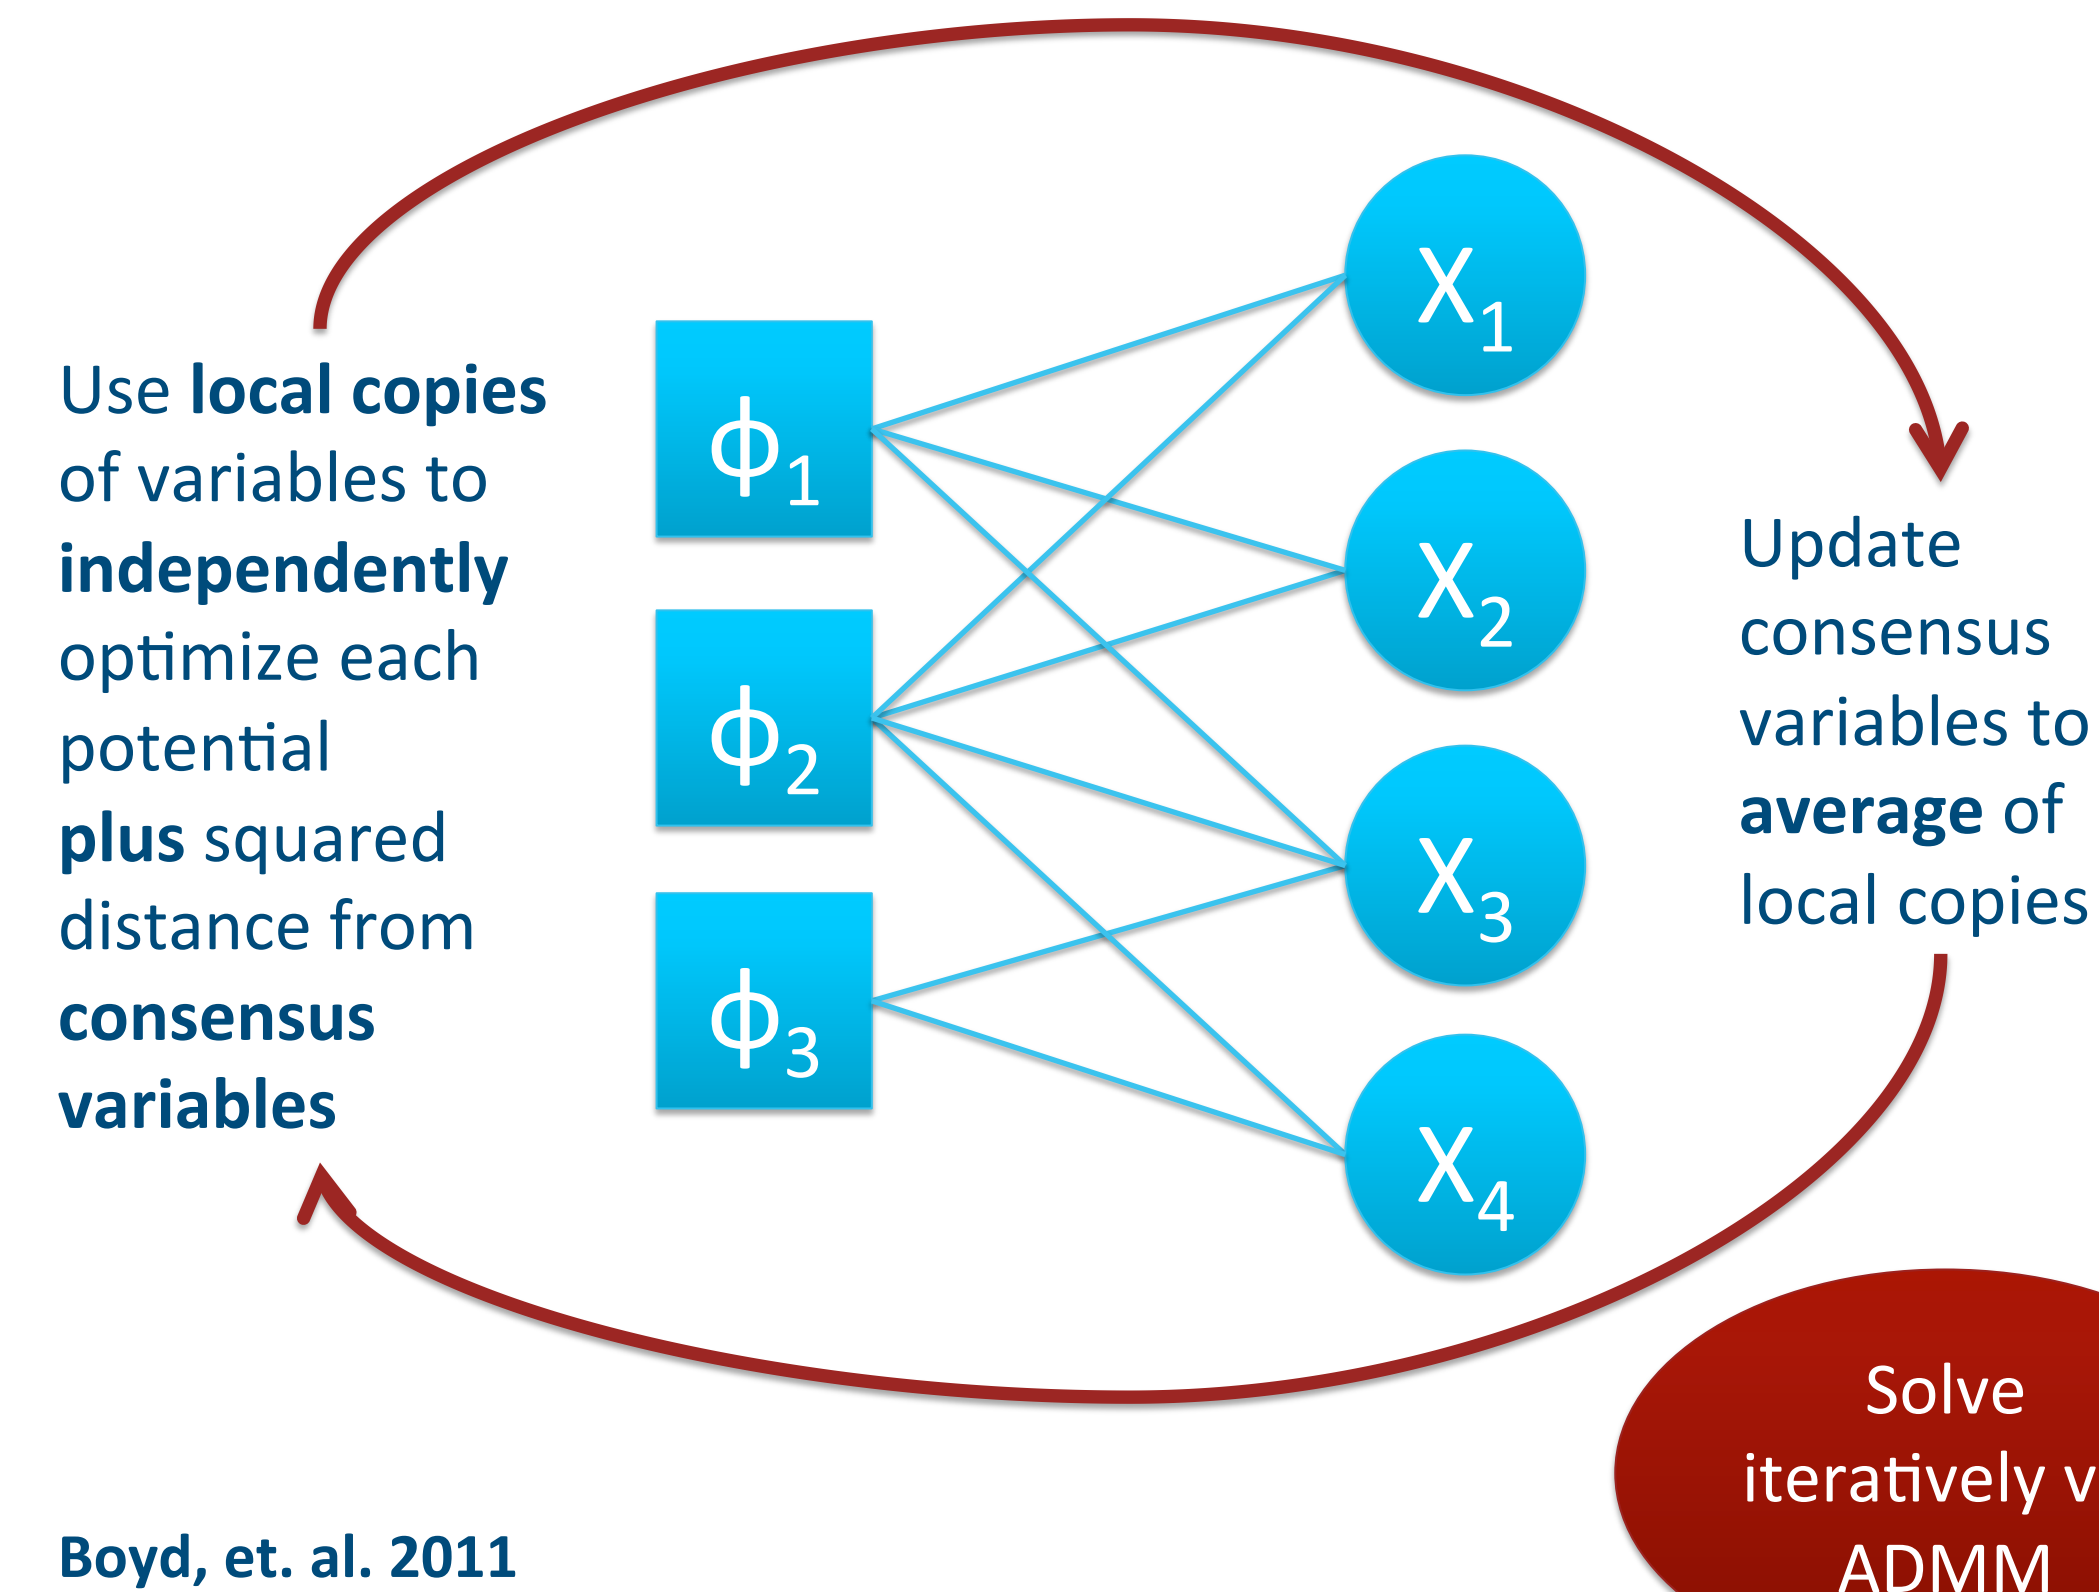 Use local copies
of variables to
independently
optimize each
potential
plus squared
distance from
consensus
variables
ϕ1
ϕ2
ϕ3
X1
X2
X3
X4
Update
consensus
variables to
average of
local copies
Solve
iteratively
ADMM
Boyd, et. al. 2011